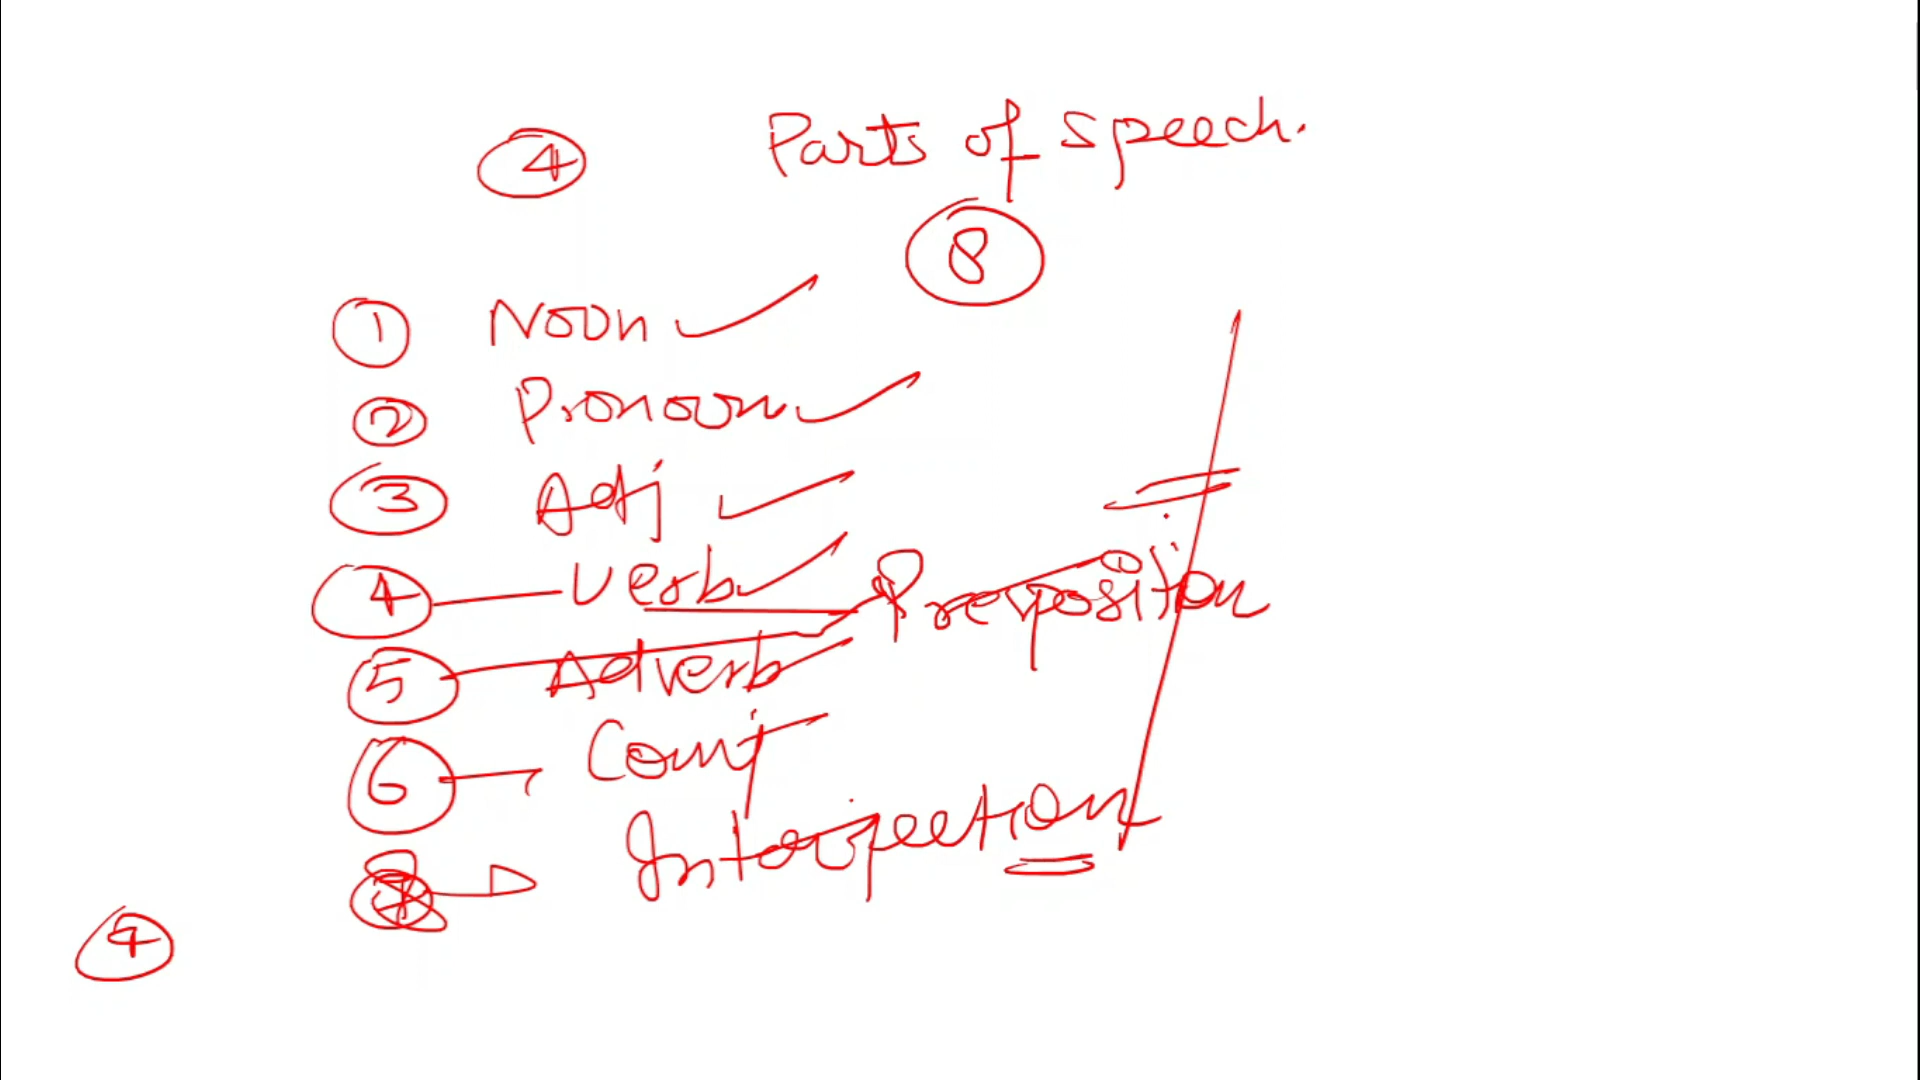 ④ Parts of speech.
⑧
① Noun
② Pronoun
③ Adj
④ Verb
Preposition
⑤ Adverb
⑥ Conj
Interjection